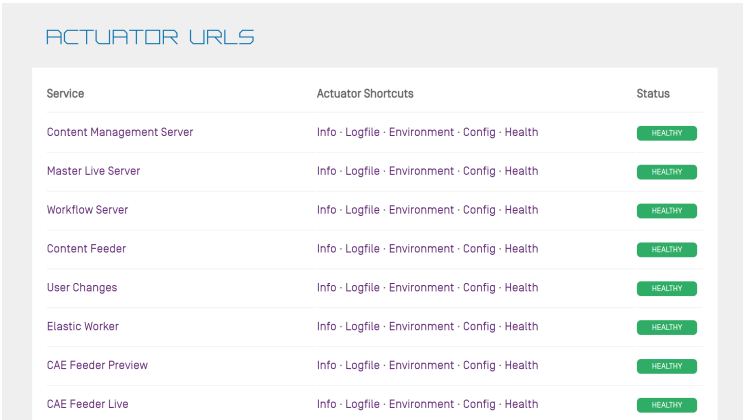 ACTUATOR URLS
Service Actuator Shortcuts Status
Content Management Server Info · Logfile · Environment · Config · Health HEALTHY
Master Live Server Info · Logfile · Environment · Config · Health HEALTHY
Workflow Server Info · Logfile · Environment · Config · Health HEALTHY
Content Feeder Info · Logfile · Environment · Config · Health HEALTHY
User Changes Info · Logfile · Environment · Config · Health HEALTHY
Elastic Worker Info · Logfile · Environment · Config · Health HEALTHY
CAE Feeder Preview Info · Logfile · Environment · Config · Health HEALTHY
CAE Feeder Live Info · Logfile · Environment · Config · Health HEALTHY